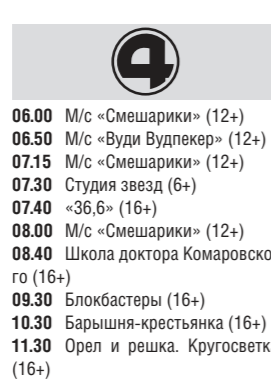 4
06.00 М/с «Смешарики» (12+)
06.50 М/с «Вуди Вудпекер» (12+)
07.15 М/с «Смешарики» (12+)
07.30 Студия звезд (6+)
07.40 «36,6» (16+)
08.00 М/с «Смешарики» (12+)
08.40 Школа доктора Комаровско
го (16+)
09.30 Блокбастеры (16+)
10.30 Барышня-крестьянка (16+)
11.30 Орел и решка. Кругосветк
(16+)